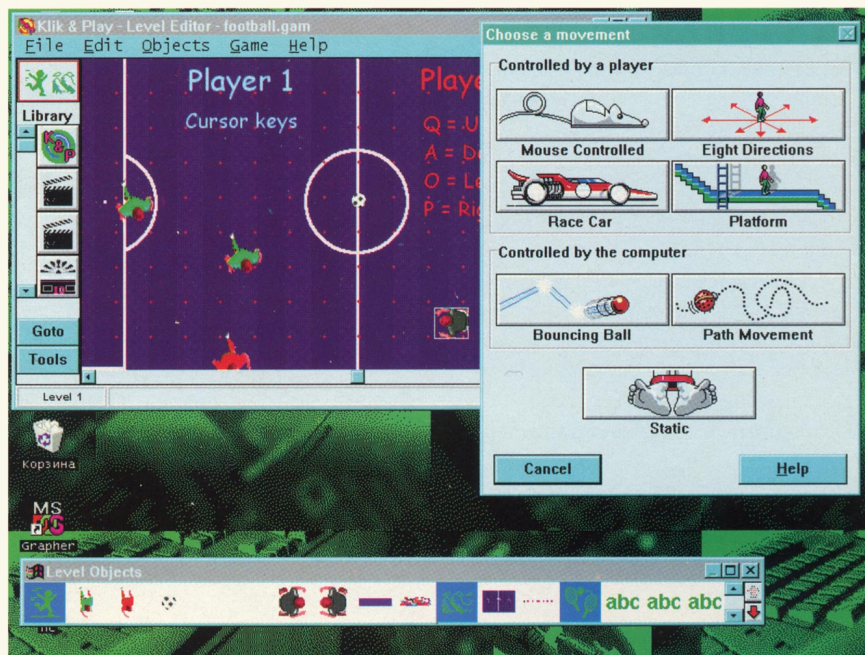 Klik & Play - Level Editor - football.gam
File Edit Objects Game Help
Library
K&P
Goto
Tools
Level 1
Player 1
Cursor keys
Q = U
A = D
O = Le
P = Rig
Choose a movement
Controlled by a player
Mouse Controlled
Eight Directions
Race Car
Platform
Controlled by the computer
Bouncing Ball
Path Movement
Static
Cancel
Help
корзина
MS
Grapher
Level Objects
abc abc abc